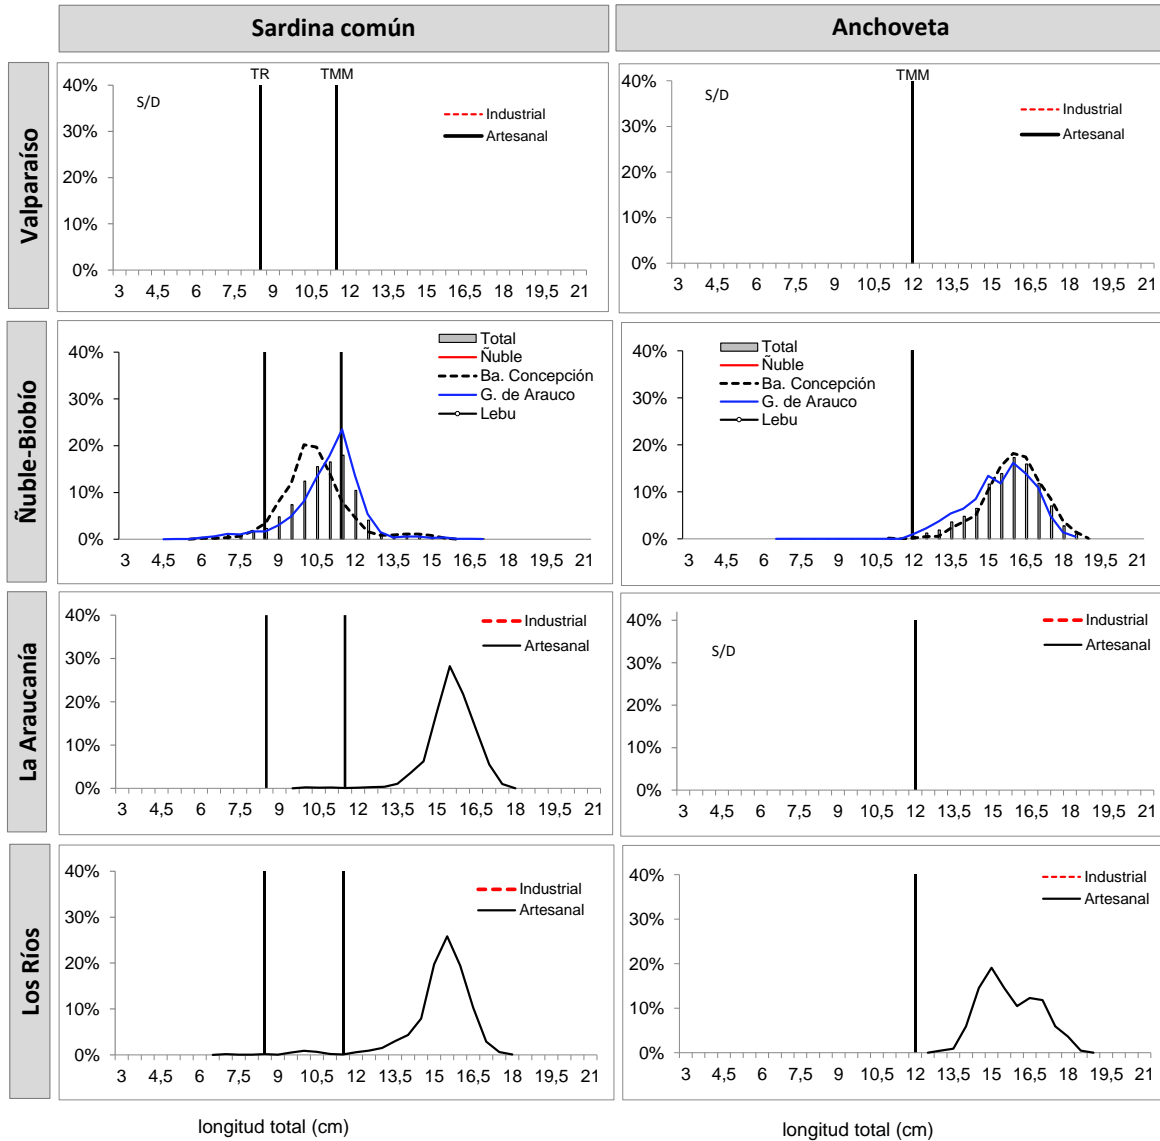 Sardina común
Anchoveta
Valparaíso
TR TMM
40%
30%
20%
10%
0%
S/D
Industrial
Artesanal
3 4,5 6 7,5 9 10,5 12 13,5 15 16,5 18 19,5 21
TMM
40%
30%
20%
10%
0%
S/D
Industrial
Artesanal
3 4,5 6 7,5 9 10,5 12 13,5 15 16,5 18 19,5 21
Ñuble-Biobío
40%
30%
20%
10%
0%
Total
Ñuble
Ba. Concepción
G. de Arauco
Lebu
3 4,5 6 7,5 9 10,5 12 13,5 15 16,5 18 19,5 21
40%
30%
20%
10%
0%
Total
Ñuble
Ba. Concepción
G. de Arauco
Lebu
3 4,5 6 7,5 9 10,5 12 13,5 15 16,5 18 19,5 21
La Araucanía
40%
30%
20%
10%
0%
Industrial
Artesanal
3 4,5 6 7,5 9 10,5 12 13,5 15 16,5 18 19,5 21
40%
30%
20%
10%
0%
S/D
Industrial
Artesanal
3 4,5 6 7,5 9 10,5 12 13,5 15 16,5 18 19,5 21
Los Ríos
40%
30%
20%
10%
0%
Industrial
Artesanal
3 4,5 6 7,5 9 10,5 12 13,5 15 16,5 18 19,5 21
40%
30%
20%
10%
0%
Industrial
Artesanal
3 4,5 6 7,5 9 10,5 12 13,5 15 16,5 18 19,5 21
longitud total (cm)
longitud total (cm)